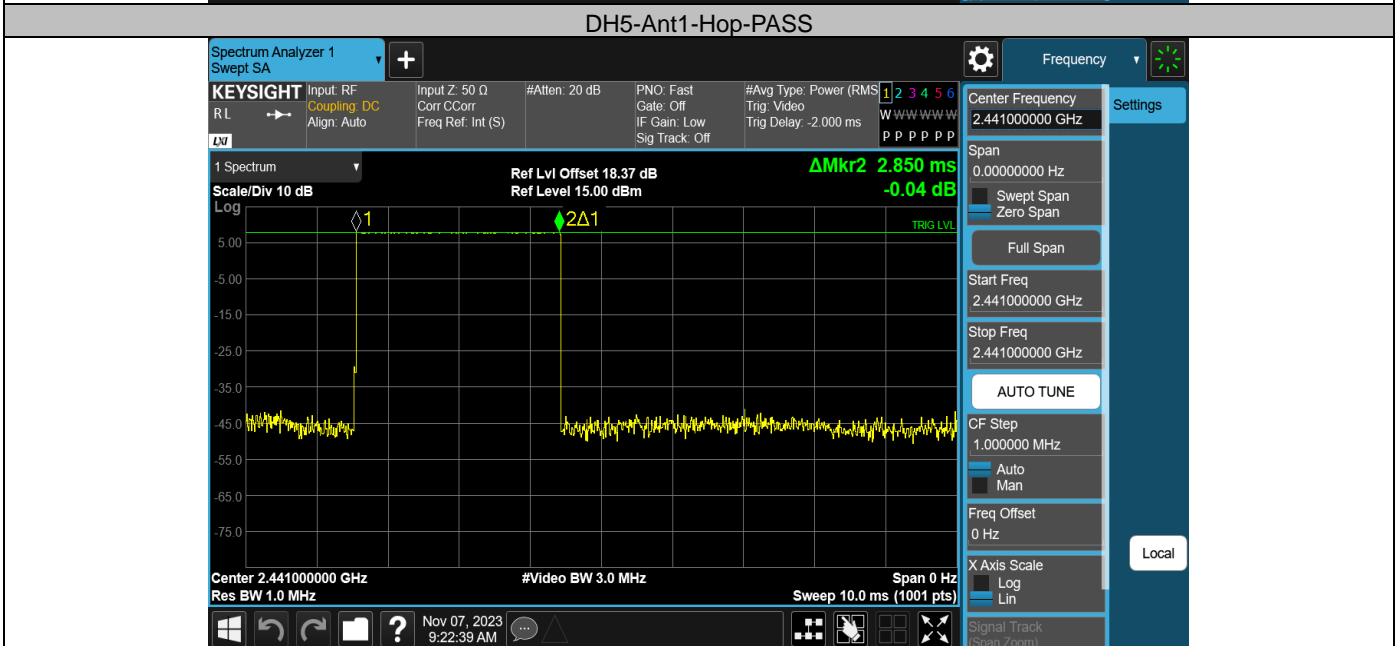 DH5-Ant1-Hop-PASS
Spectrum Analyzer 1
Swept SA
Frequency
KEYSIGHT
RL
LXI
Input: RF
Coupling: DC
Align: Auto
Input Z: 50 Ω
Corr CCorr
Freq Ref: Int (S)
#Atten: 20 dB
PNO: Fast
Gate: Off
IF Gain: Low
Sig Track: Off
#Avg Type: Power (RMS
Trig: Video
Trig Delay: -2.000 ms
1 2 3 4 5 6
W W W W W W
P P P P P P
1 Spectrum
Scale/Div 10 dB
Log
Ref Lvl Offset 18.37 dB
Ref Level 15.00 dBm
ΔMkr2 2.850 ms
-0.04 dB
1
2Δ1
TRIG LVL
5.00
-5.00
-15.0
-25.0
-35.0
-45.0
-55.0
-65.0
-75.0
Center 2.441000000 GHz
Res BW 1.0 MHz
#Video BW 3.0 MHz
Span 0 Hz
Sweep 10.0 ms (1001 pts)
?
Nov 07, 2023
9:22:39 AM
Center Frequency
2.441000000 GHz
Span
0.00000000 Hz
Swept Span
Zero Span
Full Span
Start Freq
2.441000000 GHz
Stop Freq
2.441000000 GHz
AUTO TUNE
CF Step
1.000000 MHz
Auto
Man
Freq Offset
0 Hz
X Axis Scale
Log
Lin
Signal Track
(Span Zoom)
Settings
Local